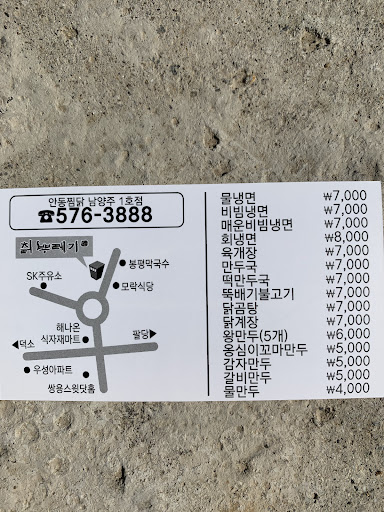 안동찜닭 남양주 1호점
☎576-3888
칡뿌레기
봉평막국수
SK주유소
모락식당
해나온
식자재마트
팔당▶
◀덕소
우성아파트
쌍용스윗닷홈
물냉면 ₩7,000
비빔냉면 ₩7,000
매운비빔냉면 ₩7,000
회냉면 ₩8,000
육개장 ₩7,000
만두국 ₩7,000
떡만두국 ₩7,000
뚝배기불고기 ₩7,000
닭곰탕 ₩7,000
닭계장 ₩7,000
왕만두(5개) ₩6,000
옹심이꼬마만두 ₩5,000
감자만두 ₩5,000
갈비만두 ₩5,000
물만두 ₩4,000